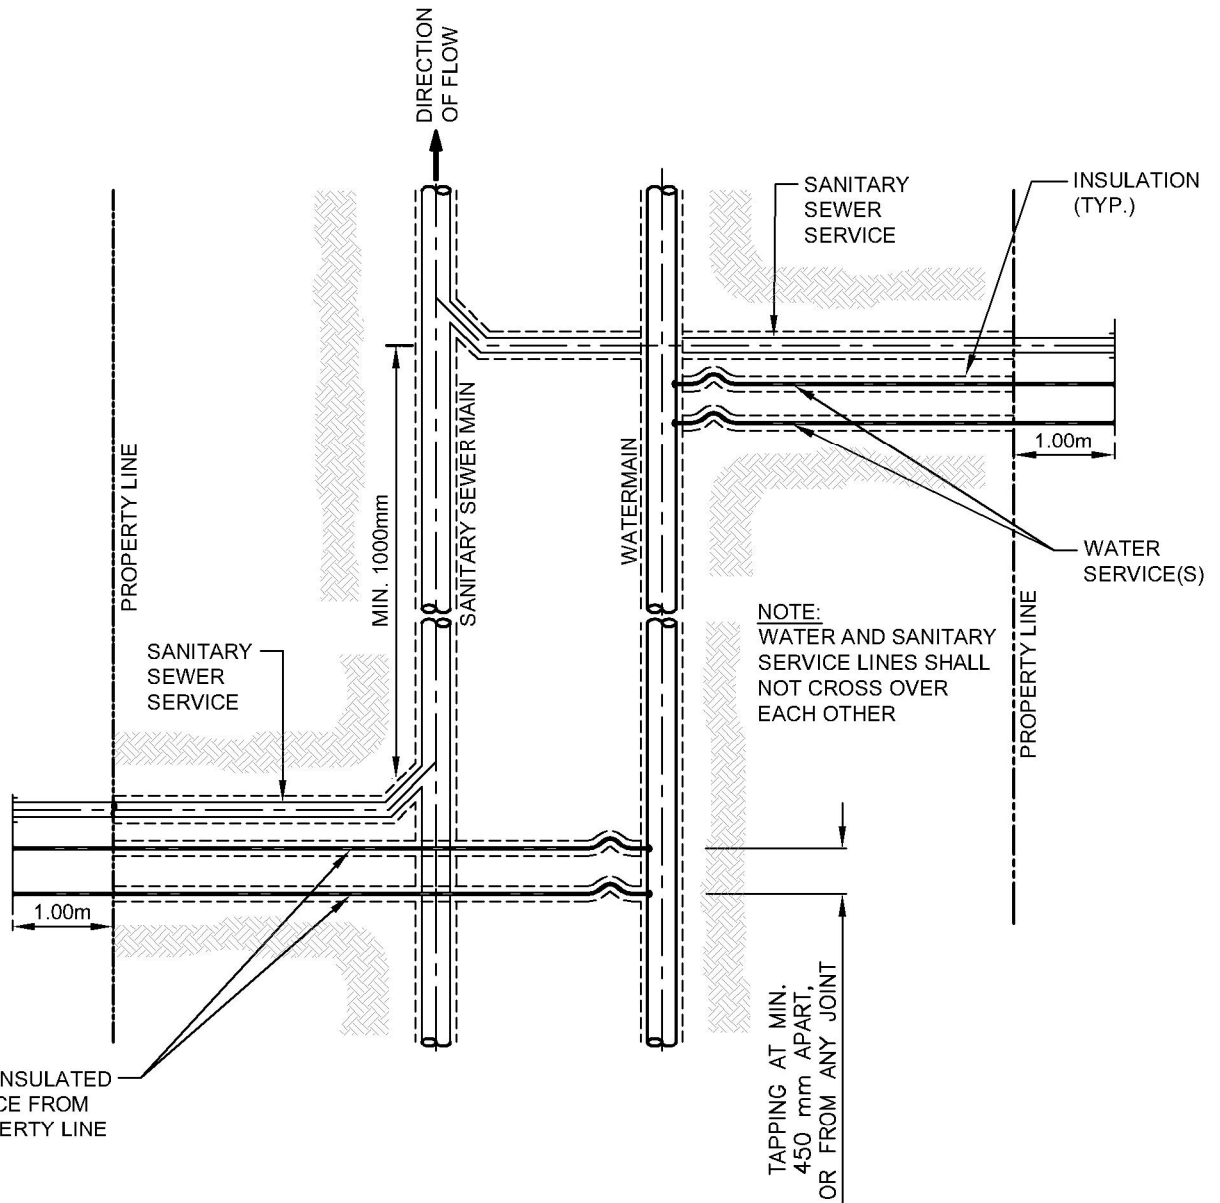 DIRECTION
OF FLOW
SANITARY
SEWER
SERVICE
INSULATION
(TYP.)
PROPERTY LINE
MIN. 1000mm
SANITARY SEWER MAIN
WATERMAIN
1.00m
WATER
SERVICE(S)
NOTE:
WATER AND SANITARY
SERVICE LINES SHALL
NOT CROSS OVER
EACH OTHER
PROPERTY LINE
SANITARY
SEWER
SERVICE
1.00m
TAPPING AT MIN.
450 mm APART,
OR FROM ANY JOINT
INSULATED
CE FROM
ERTY LINE